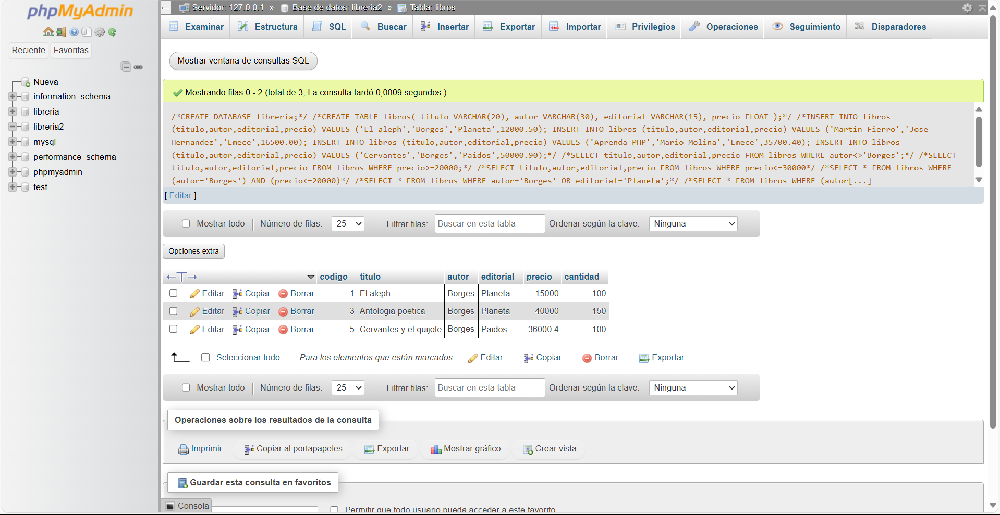 phpMyAdmin
Reciente Favoritas
Nueva
information_schema
libreria
libreria2
mysql
performance_schema
phpmyadmin
test
← Servidor: 127.0.0.1 » Base de datos: libreria2 » Tabla: libros
Examinar Estructura SQL Buscar Insertar Exportar Importar Privilegios Operaciones Seguimiento Disparadores
Mostrar ventana de consultas SQL
Mostrando filas 0 - 2 (total de 3, La consulta tardó 0,0009 segundos.)
/*CREATE DATABASE libreria;*/ /*CREATE TABLE libros( titulo VARCHAR(20), autor VARCHAR(30), editorial VARCHAR(15), precio FLOAT );*/ /*INSERT INTO libros
(titulo,autor,editorial,precio) VALUES ('El aleph','Borges','Planeta',12000.50); INSERT INTO libros (titulo,autor,editorial,precio) VALUES ('Martin Fierro','Jose
Hernandez','Emece',16500.00); INSERT INTO libros (titulo,autor,editorial,precio) VALUES ('Aprenda PHP','Mario Molina','Emece',35700.40); INSERT INTO libros
(titulo,autor,editorial,precio) VALUES ('Cervantes','Borges','Paidos',50000.90);*/ /*SELECT titulo,autor,editorial,precio FROM libros WHERE autor<>'Borges';*/ /*SELECT
titulo,autor,editorial,precio FROM libros WHERE precio>=20000;*/ /*SELECT titulo,autor,editorial,precio FROM libros WHERE precio<=30000*/ /*SELECT * FROM libros WHERE
(autor='Borges') AND (precio<=20000)*/ /*SELECT * FROM libros WHERE autor='Borges' OR editorial='Planeta';*/ /*SELECT * FROM libros WHERE (autor[...]
[ Editar ]
Mostrar todo | Número de filas: 25 Filtrar filas: Buscar en esta tabla Ordenar según la clave: Ninguna
Opciones extra
←T→ codigo titulo autor editorial precio cantidad
Editar Copiar Borrar 1 El aleph Borges Planeta 15000 100
Editar Copiar Borrar 3 Antologia poetica Borges Planeta 40000 150
Editar Copiar Borrar 5 Cervantes y el quijote Borges Paidos 36000.4 100
Seleccionar todo Para los elementos que están marcados: Editar Copiar Borrar Exportar
Mostrar todo | Número de filas: 25 Filtrar filas: Buscar en esta tabla Ordenar según la clave: Ninguna
Operaciones sobre los resultados de la consulta
Imprimir Copiar al portapapeles Exportar Mostrar gráfico Crear vista
Guardar esta consulta en favoritos
Consola Permitir que todo usuario pueda acceder a este favorito